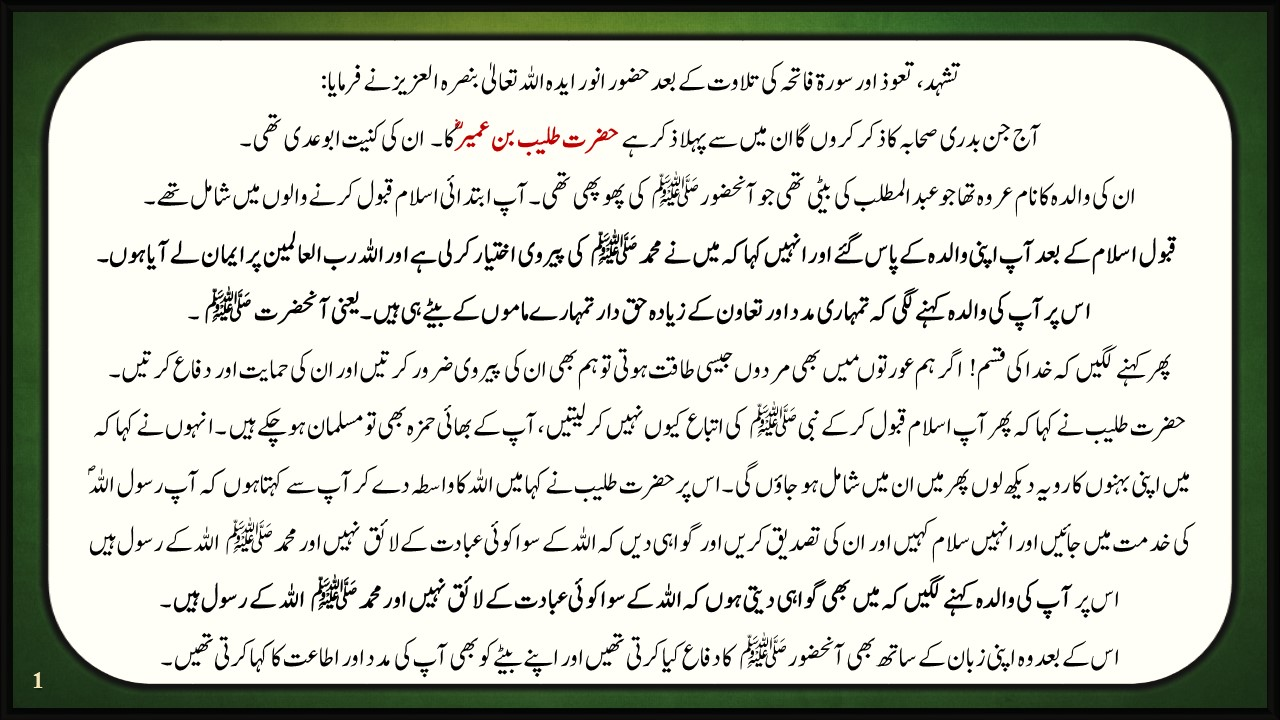 تشہد، تعوذ اور سورۃ فاتحہ کی تلاوت کے بعد حضور انور ایدہ اللہ تعالیٰ بنصرہ العزیز نے فرمایا:
آج جن بدری صحابہ کا ذکر کروں گا ان میں سے پہلا ذکر ہے حضرت طلیب بن عمیرؓ کا۔ ان کی کنیت ابو عدی تھی۔
ان کی والدہ کا نام عروہ تھا جو عبد المطلب کی بیٹی تھی جو آنحضور ﷺ کی پھوپھی تھی۔ آپ ابتدائی اسلام قبول کرنے والوں میں شامل تھے۔
قبول اسلام کے بعد آپ اپنی والدہ کے پاس گئے اور انہیں کہا کہ میں نے محمد ﷺ کی پیروی اختیار کر لی ہے اور اللہ رب العالمین پر ایمان لے آیا ہوں۔
اس پر آپ کی والدہ کہنے لگی کہ تمہاری مدد اور تعاون کے زیادہ حق دار تمہارے ماموں کے بیٹے ہی ہیں۔ یعنی آنحضرت ﷺ ۔
پھر کہنے لگیں کہ خدا کی قسم! اگر ہم عورتوں میں بھی مردوں جیسی طاقت ہوتی تو ہم بھی ان کی پیروی ضرور کرتیں اور ان کی حمایت اور دفاع کرتیں۔
حضرت طلیب نے کہا کہ پھر آپ اسلام قبول کر کے نبی ﷺ کی اتباع کیوں نہیں کر لیتیں، آپ کے بھائی حمزہ بھی تو مسلمان ہو چکے ہیں۔ انہوں نے کہا کہ
میں اپنی بہنوں کا رویہ دیکھ لوں پھر میں ان میں شامل ہو جاؤں گی۔ اس پر حضرت طلیب نے کہا میں اللہ کا واسطہ دے کر آپ سے کہتا ہوں کہ آپ رسول اللہؐ
کی خدمت میں جائیں اور انہیں سلام کہیں اور ان کی تصدیق کریں اور گواہی دیں کہ اللہ کے سوا کوئی عبادت کے لائق نہیں اور محمد ﷺ اللہ کے رسول ہیں
اس پر آپ کی والدہ کہنے لگیں کہ میں بھی گواہی دیتی ہوں کہ اللہ کے سوا کوئی عبادت کے لائق نہیں اور محمد ﷺ اللہ کے رسول ہیں۔
اس کے بعد وہ اپنی زبان کے ساتھ بھی آنحضور ﷺ کا دفاع کیا کرتی تھیں اور اپنے بیٹے کو بھی آپ کی مدد اور اطاعت کا کہا کرتی تھیں۔
1